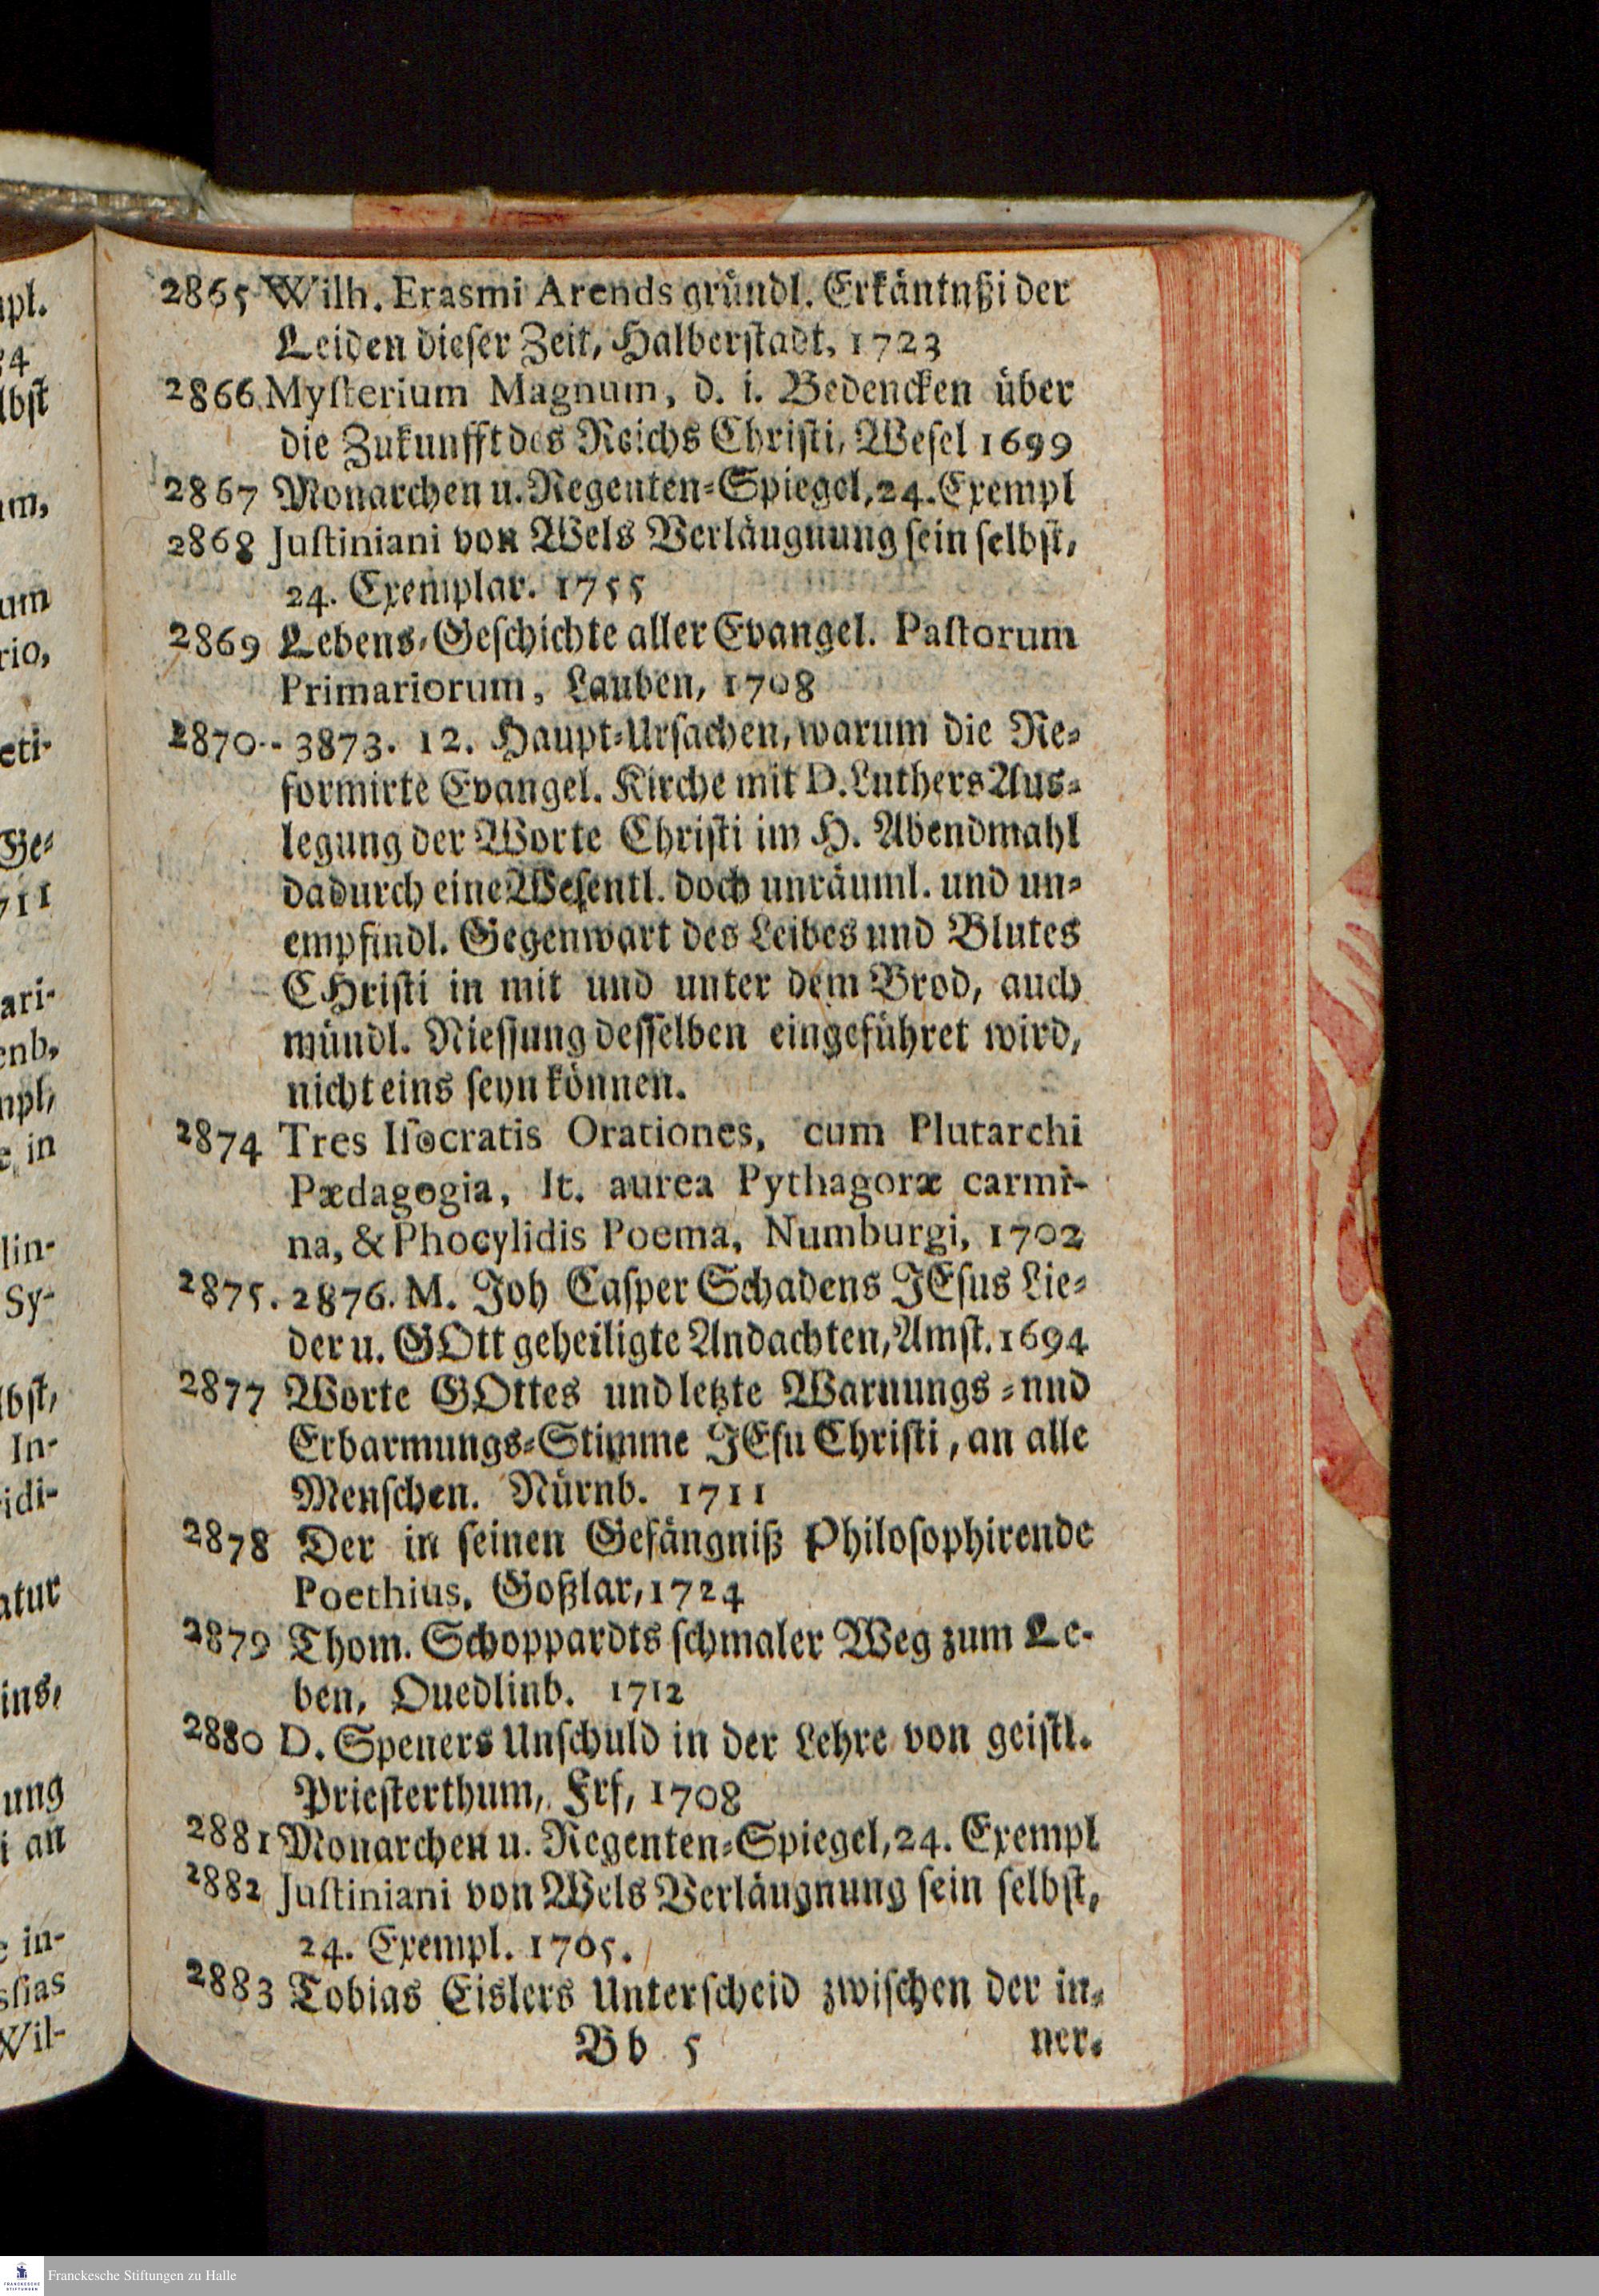 2865 Wilh. Erasmi Arends gründl. Erkäntnßi der
Leiden dieser Zeit, Halberstadt, 1723
2866 Mysterium Magnum, d. i. Bedencken über
die Zukunfft des Reichs Christi, Wesel 1699
2867 Monarchen u. Regenten-Spiegel, 24. Exempl
2868 Justiniani von Wels Verläugnung sein selbst,
24. Exemplar. 1755
2869 Lebens-Geschichte aller Evangel. Pastorum
Primariorum, Lauben, 1708
2870-- 3873. 12. Haupt-Ursachen, warum die Re-
formirte Evangel. Kirche mit D. Luthers Aus-
legung der Worte Christi im H. Abendmahl
dadurch eine Wesentl. doch unräuml. und un-
empfindl. Gegenwart des Leibes und Blutes
CHristi in mit und unter dem Brod, auch
mündl. Niessung desselben eingeführet wird,
nicht eins seyn können.
2874 Tres Isocratis Orationes, cum Plutarchi
Pædagogia, It. aurea Pythagoræ carmi-
na, & Phocylidis Poema, Numburgi, 1702
2875. 2876. M. Joh Casper Schadens JEsus Lie-
der u. GOtt geheiligte Andachten, Amst. 1694
2877 Worte GOttes und letzte Warnungs- nnd
Erbarmungs-Stimme JEsu Christi, an alle
Menschen. Nürnb. 1711
2878 Der in seinen Gefängniß Philosophirende
Poethius, Goßlar, 1724
2879 Thom. Schoppardts schmaler Weg zum Le-
ben, Quedlinb. 1712
2880 D. Speners Unschuld in der Lehre von geistl.
Priesterthum, Frf, 1708
2881 Monarchen u. Regenten-Spiegel, 24. Exempl
2882 Justiniani von Wels Verläugnung sein selbst,
24. Exempl. 1705.
2883 Tobias Eislers Unterscheid zwischen der in-
Bb 5 ner-
Franckesche Stiftungen zu Halle